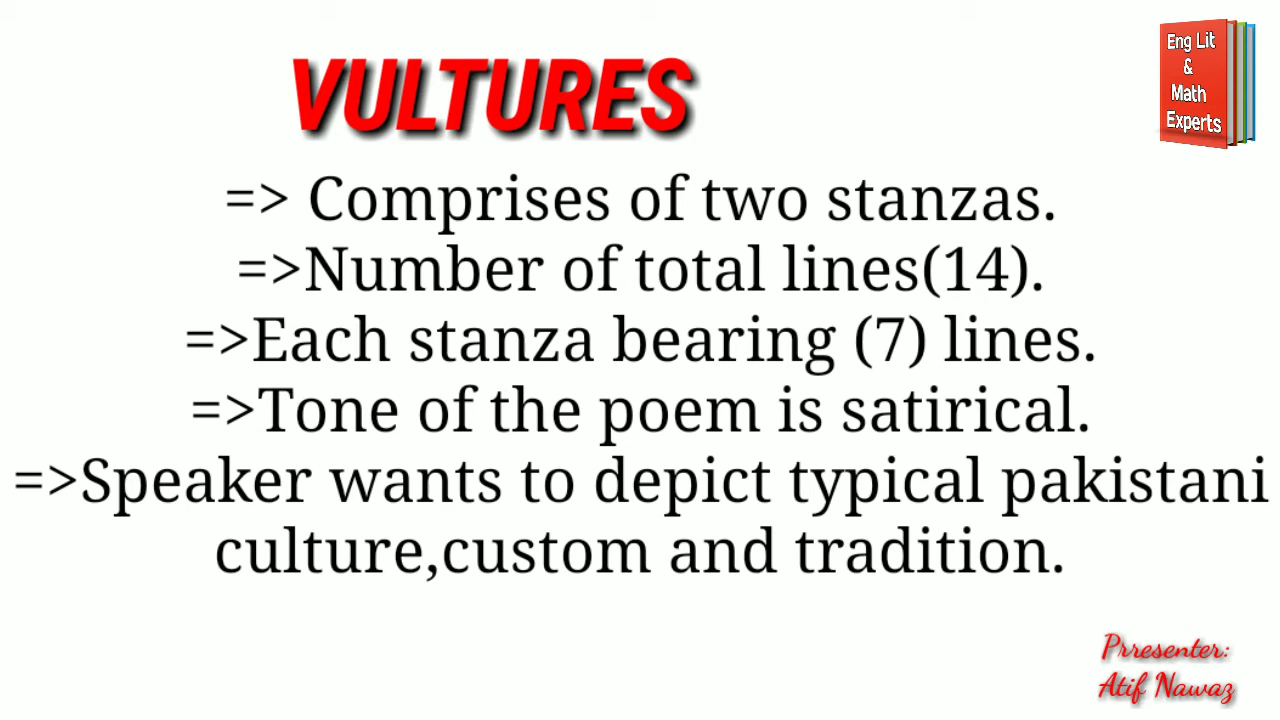 VULTURES
Eng Lit
&
Math
Experts
=> Comprises of two stanzas.
=>Number of total lines(14).
=>Each stanza bearing (7) lines.
=>Tone of the poem is satirical.
=>Speaker wants to depict typical pakistani
culture,custom and tradition.
Prresenter:
Atif Nawaz